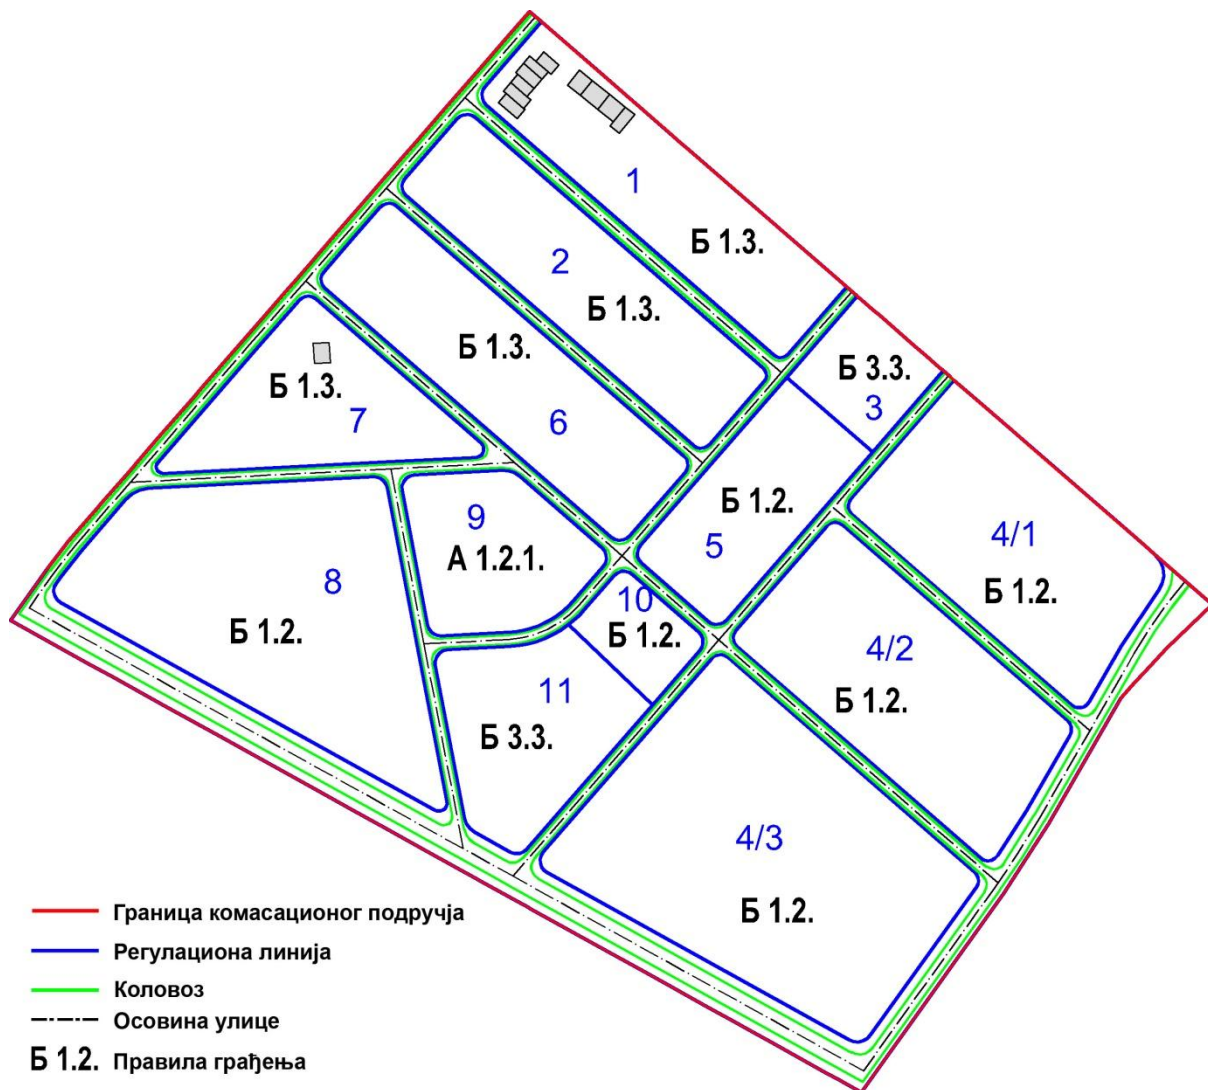 1
Б 1.3.
2
Б 1.3.
Б 1.3.
6
Б 3.3.
3
Б 1.3.
7
Б 1.2.
5
4/1
Б 1.2.
9
А 1.2.1.
8
Б 1.2.
10
Б 1.2.
4/2
Б 1.2.
11
Б 3.3.
4/3
Б 1.2.
Граница комасационог подручја
Регулациона линија
Коловоз
Осовина улице
Б 1.2. Правила грађења